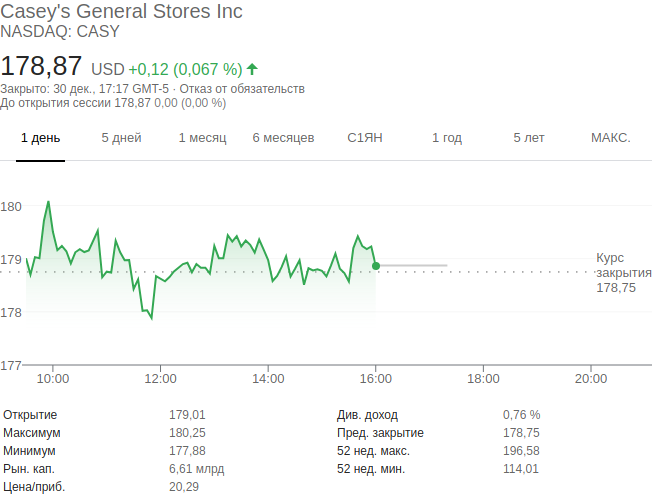 Casey's General Stores Inc
NASDAQ: CASY
178,87 USD +0,12 (0,067 %)
Закрыто: 30 дек., 17:17 GMT-5 · Отказ от обязательств
До открытия сессии 178,87 0,00 (0,00 %)
1 день 5 дней 1 месяц 6 месяцев С1ЯН 1 год 5 лет МАКС.
180
179
178
177
Курс
закрытия
178,75
10:00 12:00 14:00 16:00 18:00 20:00
Открытие 179,01 Див. доход 0,76 %
Максимум 180,25 Пред. закрытие 178,75
Минимум 177,88 52 нед. макс. 196,58
Рын. кап. 6,61 млрд 52 нед. мин. 114,01
Цена/приб. 20,29